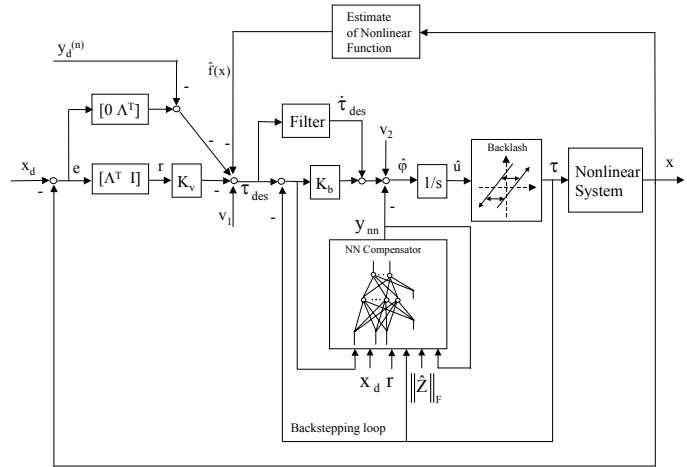 Estimate
of Nonlinear
Function
y_d^(n)
f̂(x)
[0 Λ^T]
-
-
-
τ̇_des
Filter
v_2
Backlash
x_d
-
e
[Λ^T I]
r
K_v
-
τ_des
K_b
φ̂
1/s
û
τ
Nonlinear
System
x
v_1
-
-
y_nn
NN Compensator
x_d r ‖Ẑ‖_F
Backstepping loop